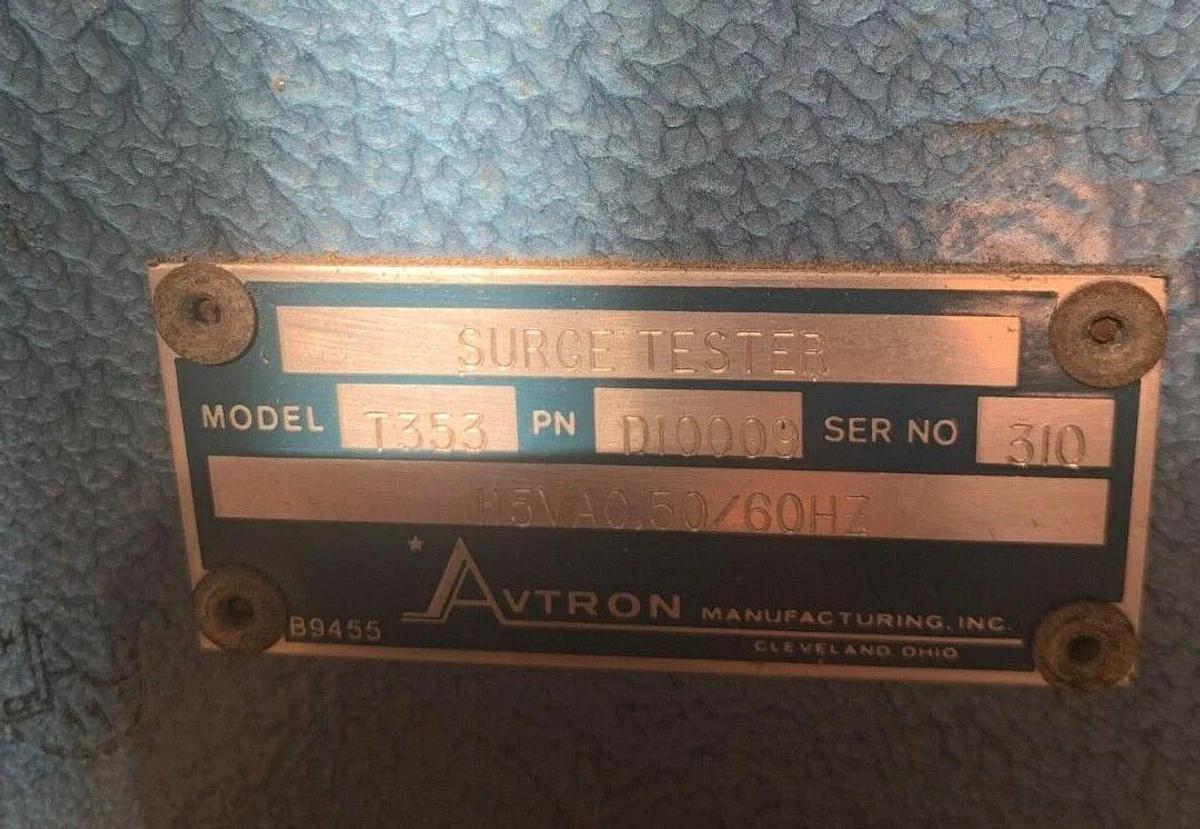 SURGE TESTER
MODEL T353 PN D10009 SER NO 310
115VAC,50/60HZ
AVTRON MANUFACTURING, INC.
B9455
CLEVELAND, OHIO